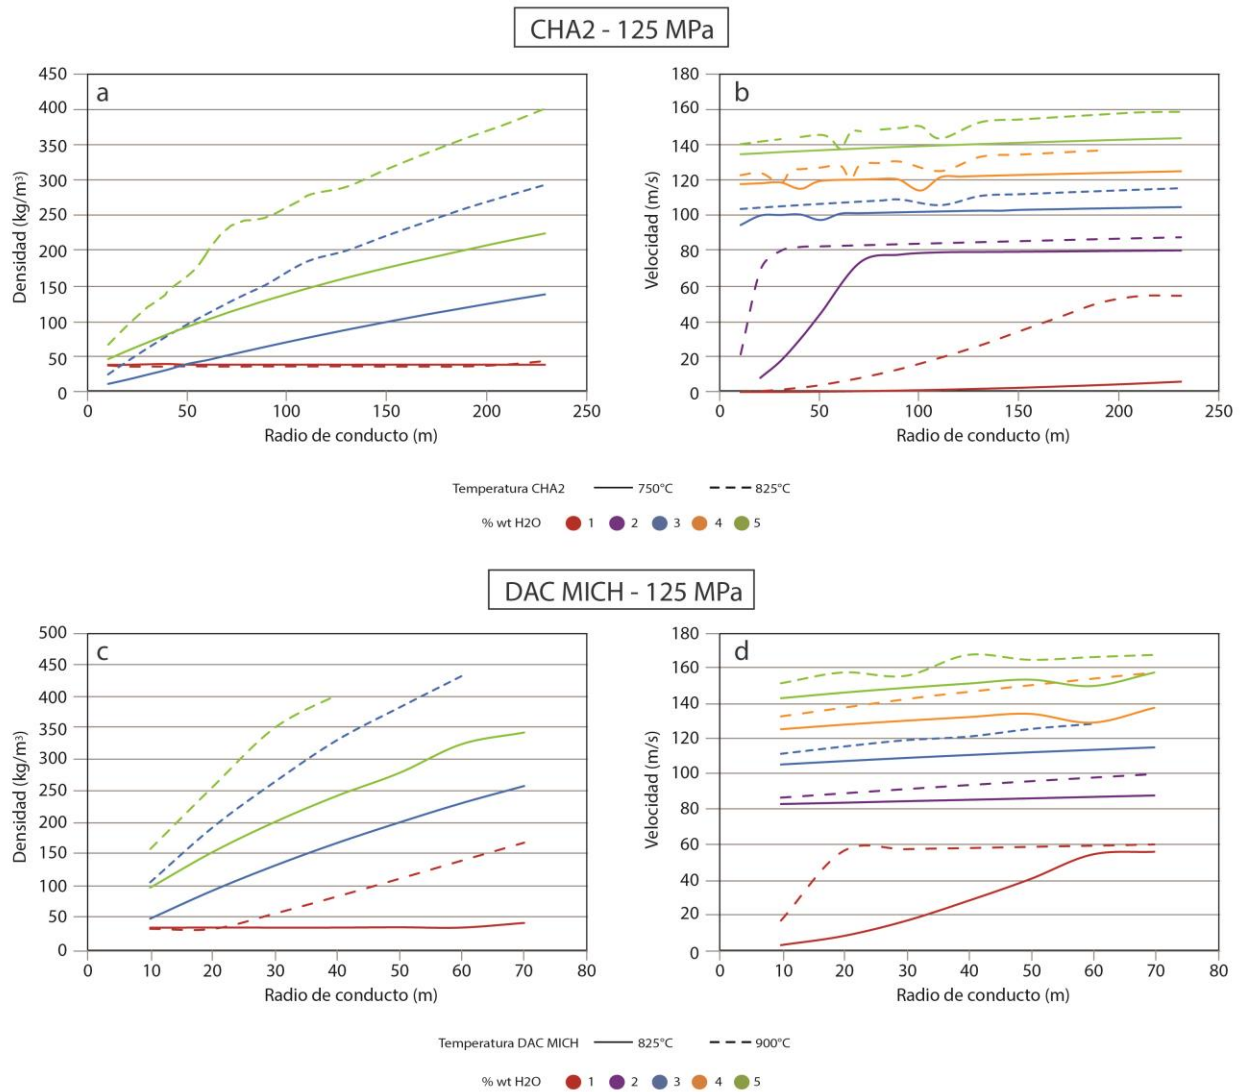 CHA2 - 125 MPa
a
450
400
350
300
250
200
150
100
50
0
Densidad (kg/m³)
0 50 100 150 200 250
Radio de conducto (m)
b
180
160
140
120
100
80
60
40
20
0
Velocidad (m/s)
0 50 100 150 200 250
Radio de conducto (m)
Temperatura CHA2 750°C 825°C
% wt H2O 1 2 3 4 5
DAC MICH - 125 MPa
c
500
450
400
350
300
250
200
150
100
50
0
Densidad (kg/m³)
0 10 20 30 40 50 60 70 80
Radio de conducto (m)
d
180
160
140
120
100
80
60
40
20
0
Velocidad (m/s)
0 10 20 30 40 50 60 70 80
Radio de conducto (m)
Temperatura DAC MICH 825°C 900°C
% wt H2O 1 2 3 4 5